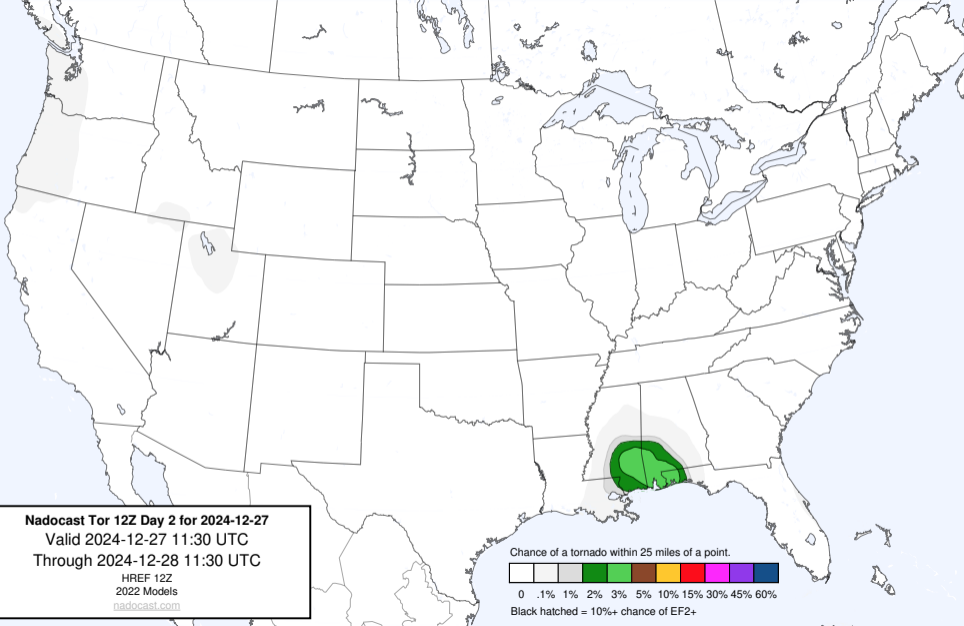 Nadocast Tor 12Z Day 2 for 2024-12-27
Valid 2024-12-27 11:30 UTC
Through 2024-12-28 11:30 UTC
HREF 12Z
2022 Models
nadocast.com
Chance of a tornado within 25 miles of a point.
0 .1% 1% 2% 3% 5% 10% 15% 30% 45% 60%
Black hatched = 10%+ chance of EF2+